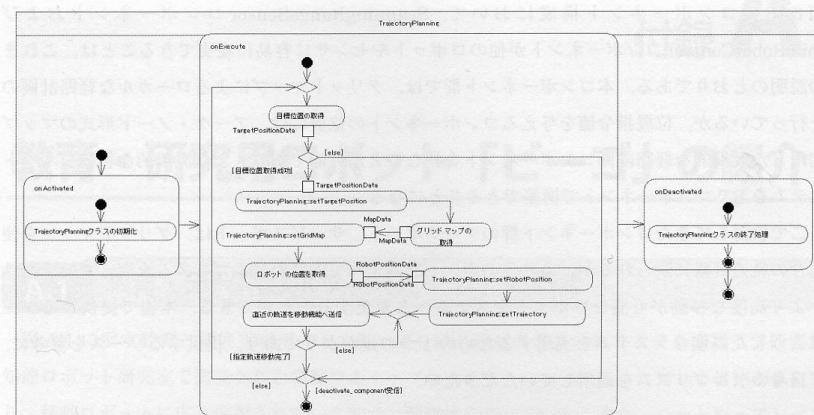 TrajectoryPlanning
onExecute
目標位置の取得
TargetPositionData
[else]
[目標位置取得成功]
TargetPositionData
TrajectoryPlanning::setTargetPosition
MapData
TrajectoryPlanning::setGridMap
MapData
グリッドマップの
取得
ロボットの位置を取得
RobotPositionData
RobotPositionData
TrajectoryPlanning::setRobotPosition
直近の軌道を移動機能へ送信
TrajectoryPlanning::setTrajectory
[else]
[指定軌道移動完了]
[else]
[deactivate_component受信]
onActivated
TrajectoryPlanningクラスの初期化
onDeactivated
TrajectoryPlanningクラスの終了処理